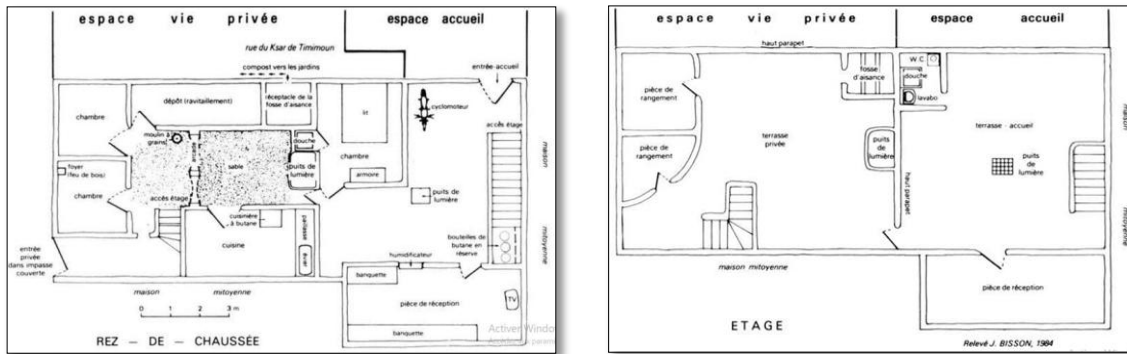 espace vie privée
espace accueil
rue du Ksar de Timimoun
compost vers les jardins
entrée-accueil
dépôt (ravitaillement)
réceptacle de la
fosse d'aisance
lit
cyclomoteur
chambre
moulin à
grains
douche
accès étage
sable
chambre
foyer
(feu de bois)
puits de
lumière
armoire
maison
chambre
puits de
lumière
accès étage
cuisinière
à butane
paillasse
cuisine
évier
bouteilles de
butane en
réserve
mitoyenne
entrée
privée
dans impasse
couverte
humidificateur
banquette
maison mitoyenne
pièce de réception
TV
0 1 2 3 m
banquette
REZ - DE - CHAUSSÉE
Activer Windo
espace vie privée
espace accueil
haut parapet
W.C
fosse
d'aisance
douche
pièce de
rangement
lavabo
terrasse
privée
terrasse - accueil
maison
puits
de
lumière
pièce de
rangement
puits
de
lumière
haut parapet
mitoyenne
maison mitoyenne
pièce de réception
ETAGE
Relevé J. BISSON, 1984